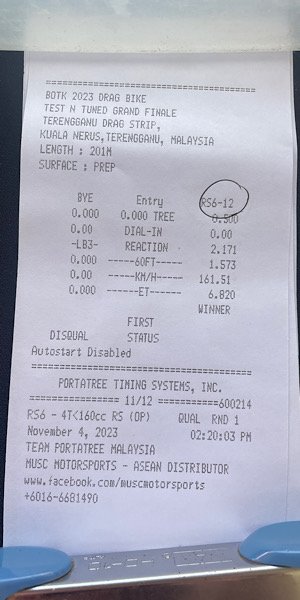 ========================================
BOTK 2023 DRAG BIKE
TEST N TUNED GRAND FINALE
TERENGGANU DRAG STRIP,
KUALA NERUS,TERENGGANU, MALAYSIA
LENGTH : 201M
SURFACE : PREP
========================================
BYE Entry RS6-12
0.000 0.000 TREE 0.500
0.00 DIAL-IN 0.00
-LB3- REACTION 2.171
0.000 ------60FT----- 1.573
0.00 -----KM/H------ 161.51
0.000 ------ET------- 6.820
WINNER
FIRST
DISQUAL STATUS
Autostart Disabled
========================================
PORTATREE TIMING SYSTEMS, INC.
================ 11/12 ===========600214
RS6 - 4T<160cc RS (OP) QUAL RND 1
November 4, 2023 02:20:03 PM
TEAM PORTATREE MALAYSIA
MUSC MOTORSPORTS - ASEAN DISTRIBUTOR
www.facebook.com/muscmotorsports
+6016-6681490